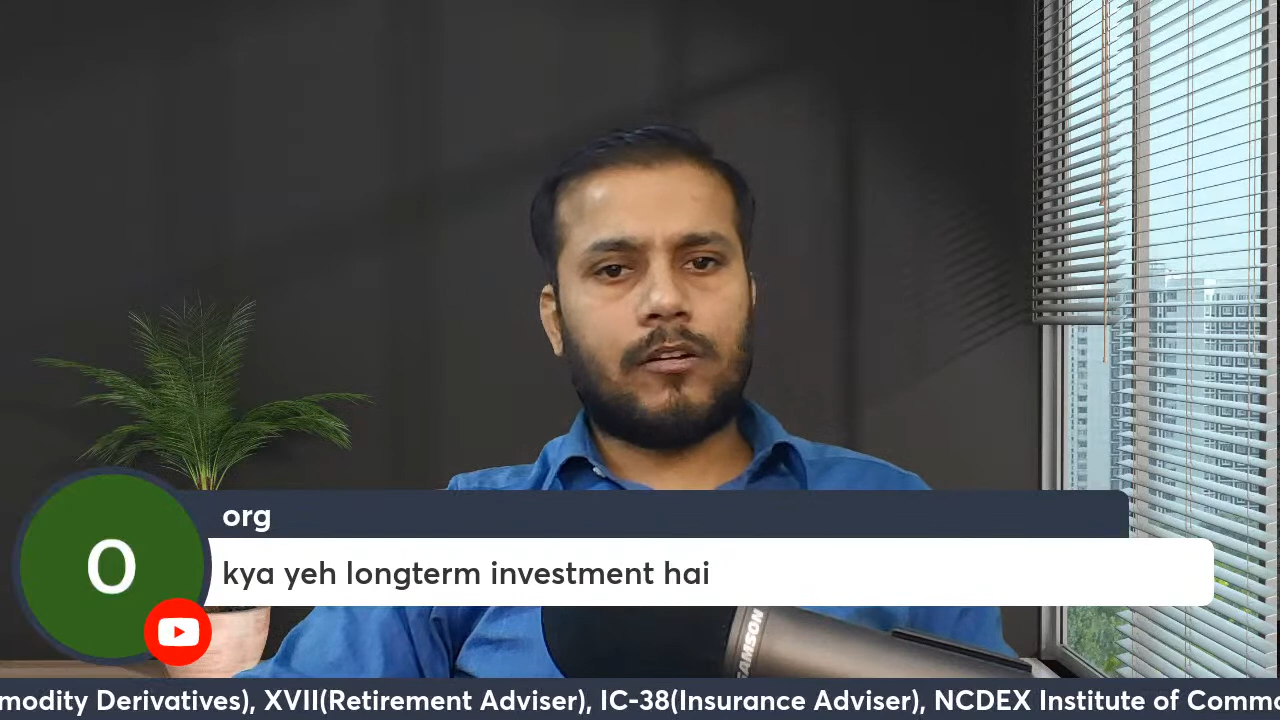 org
O
kya yeh longterm investment hai
SAMSON
modity Derivatives), XVII(Retirement Adviser), IC-38(Insurance Adviser), NCDEX Institute of Comm